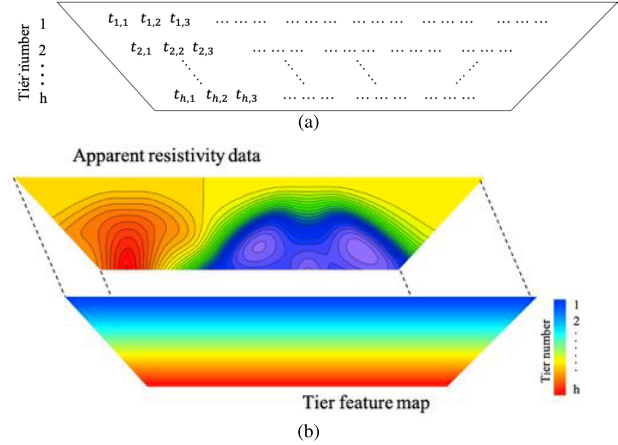 Tier number
1 t1,1 t1,2 t1,3 ... ... ... ... ... ... ... ... ... ... ... ... ... ... ...
2 t2,1 t2,2 t2,3 ... ... ... ... ... ... ... ... ... ... ... ...
h th,1 th,2 th,3 ... ... ... ... ... ... ... ...
(a)
Apparent resistivity data
Tier number
1
2
h
Tier feature map
(b)